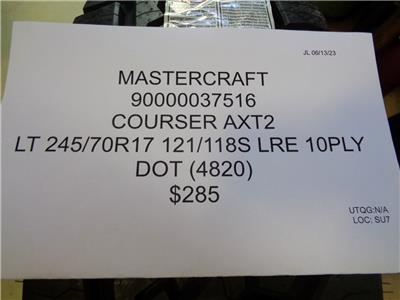 JL 06/13/23
MASTERCRAFT
90000037516
COURSER AXT2
LT 245/70R17 121/118S LRE 10PLY
DOT (4820)
$285
UTQG:N/A
LOC: SU7